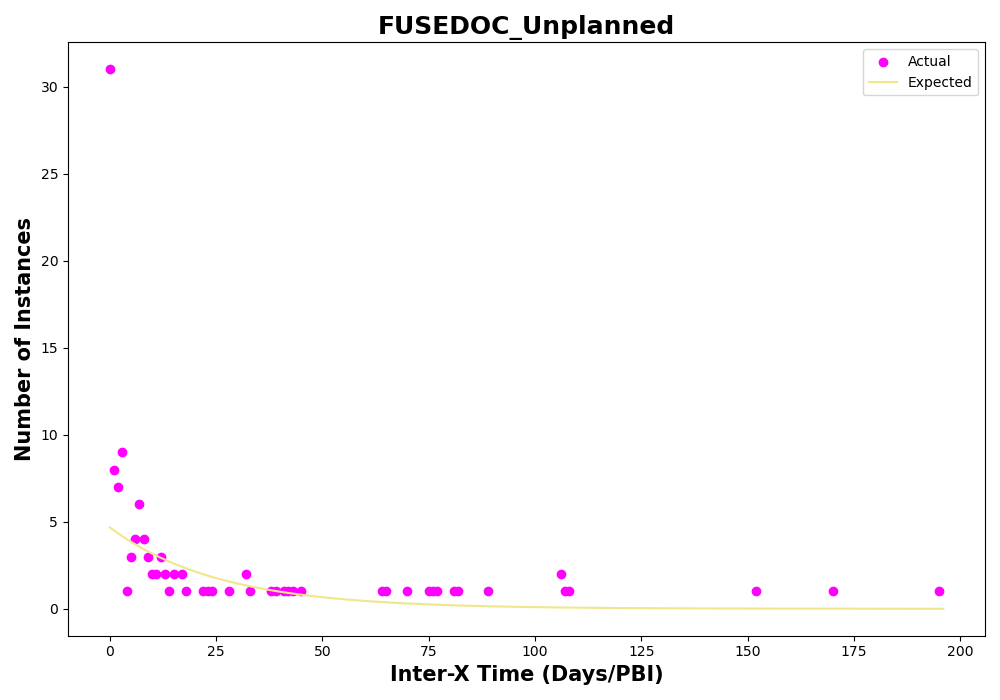 FUSEDOC_Unplanned
Actual
Expected
30
25
20
15
10
5
0
Number of Instances
0 25 50 75 100 125 150 175 200
Inter-X Time (Days/PBI)